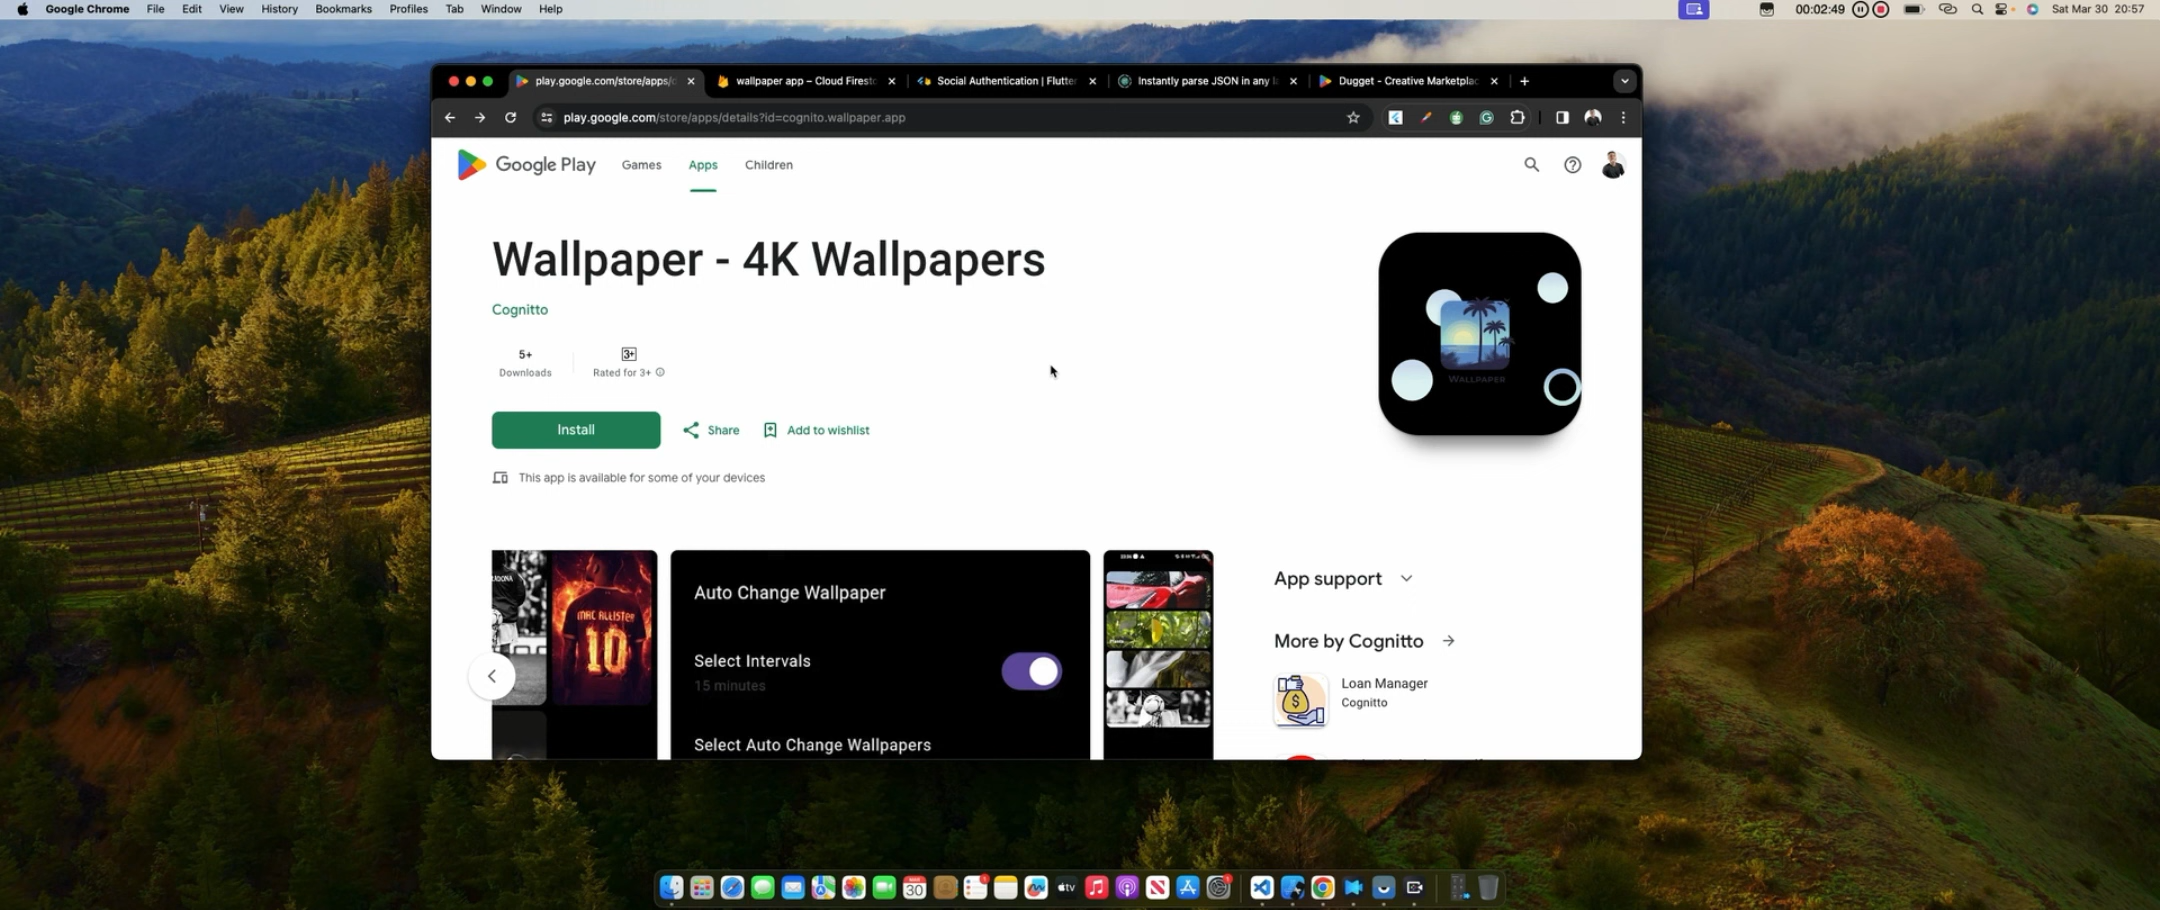 Google Chrome File Edit View History Bookmarks Profiles Tab Window Help
00:02:49 Sat Mar 30 20:57
play.google.com/store/apps/
wallpaper app – Cloud Firest
Social Authentication | Flutter
Instantly parse JSON in any
Dugget - Creative Marketplac
play.google.com/store/apps/details?id=cognito.wallpaper.app
Google Play Games Apps Children
Wallpaper - 4K Wallpapers
Cognitto
5+
Downloads
3+
Rated for 3+
Install Share Add to wishlist
This app is available for some of your devices
WALLPAPER
MAC ALLISTER
10
Auto Change Wallpaper
Select Intervals
15 minutes
Select Auto Change Wallpapers
App support
More by Cognitto
Loan Manager
Cognitto
30
tv